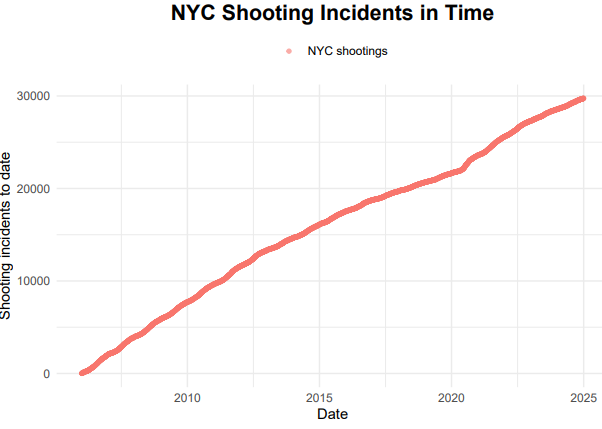 NYC Shooting Incidents in Time
NYC shootings
Shooting incidents to date
30000
20000
10000
0
2010
2015
2020
2025
Date